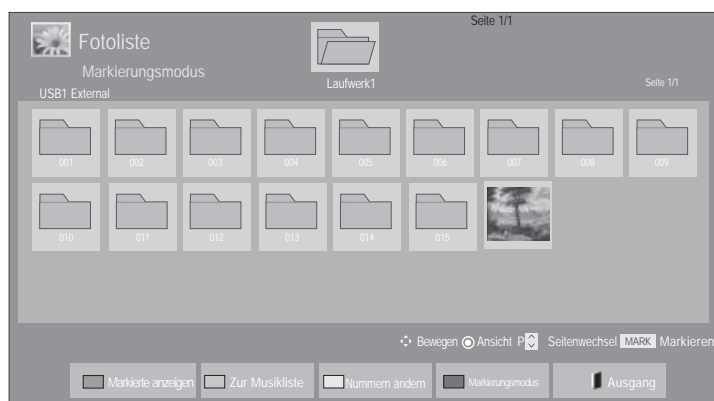 Seite 1/1
Fotoliste
Markierungsmodus
Laufwerk1
Seite 1/1
USB1 External
001 002 003 004 005 006 007 008 009
010 011 012 013 014 015
Bewegen Ansicht P Seitenwechsel MARK Markieren
Markierte anzeigen Zur Musikliste Nummern ändern Markierungsmodus Ausgang